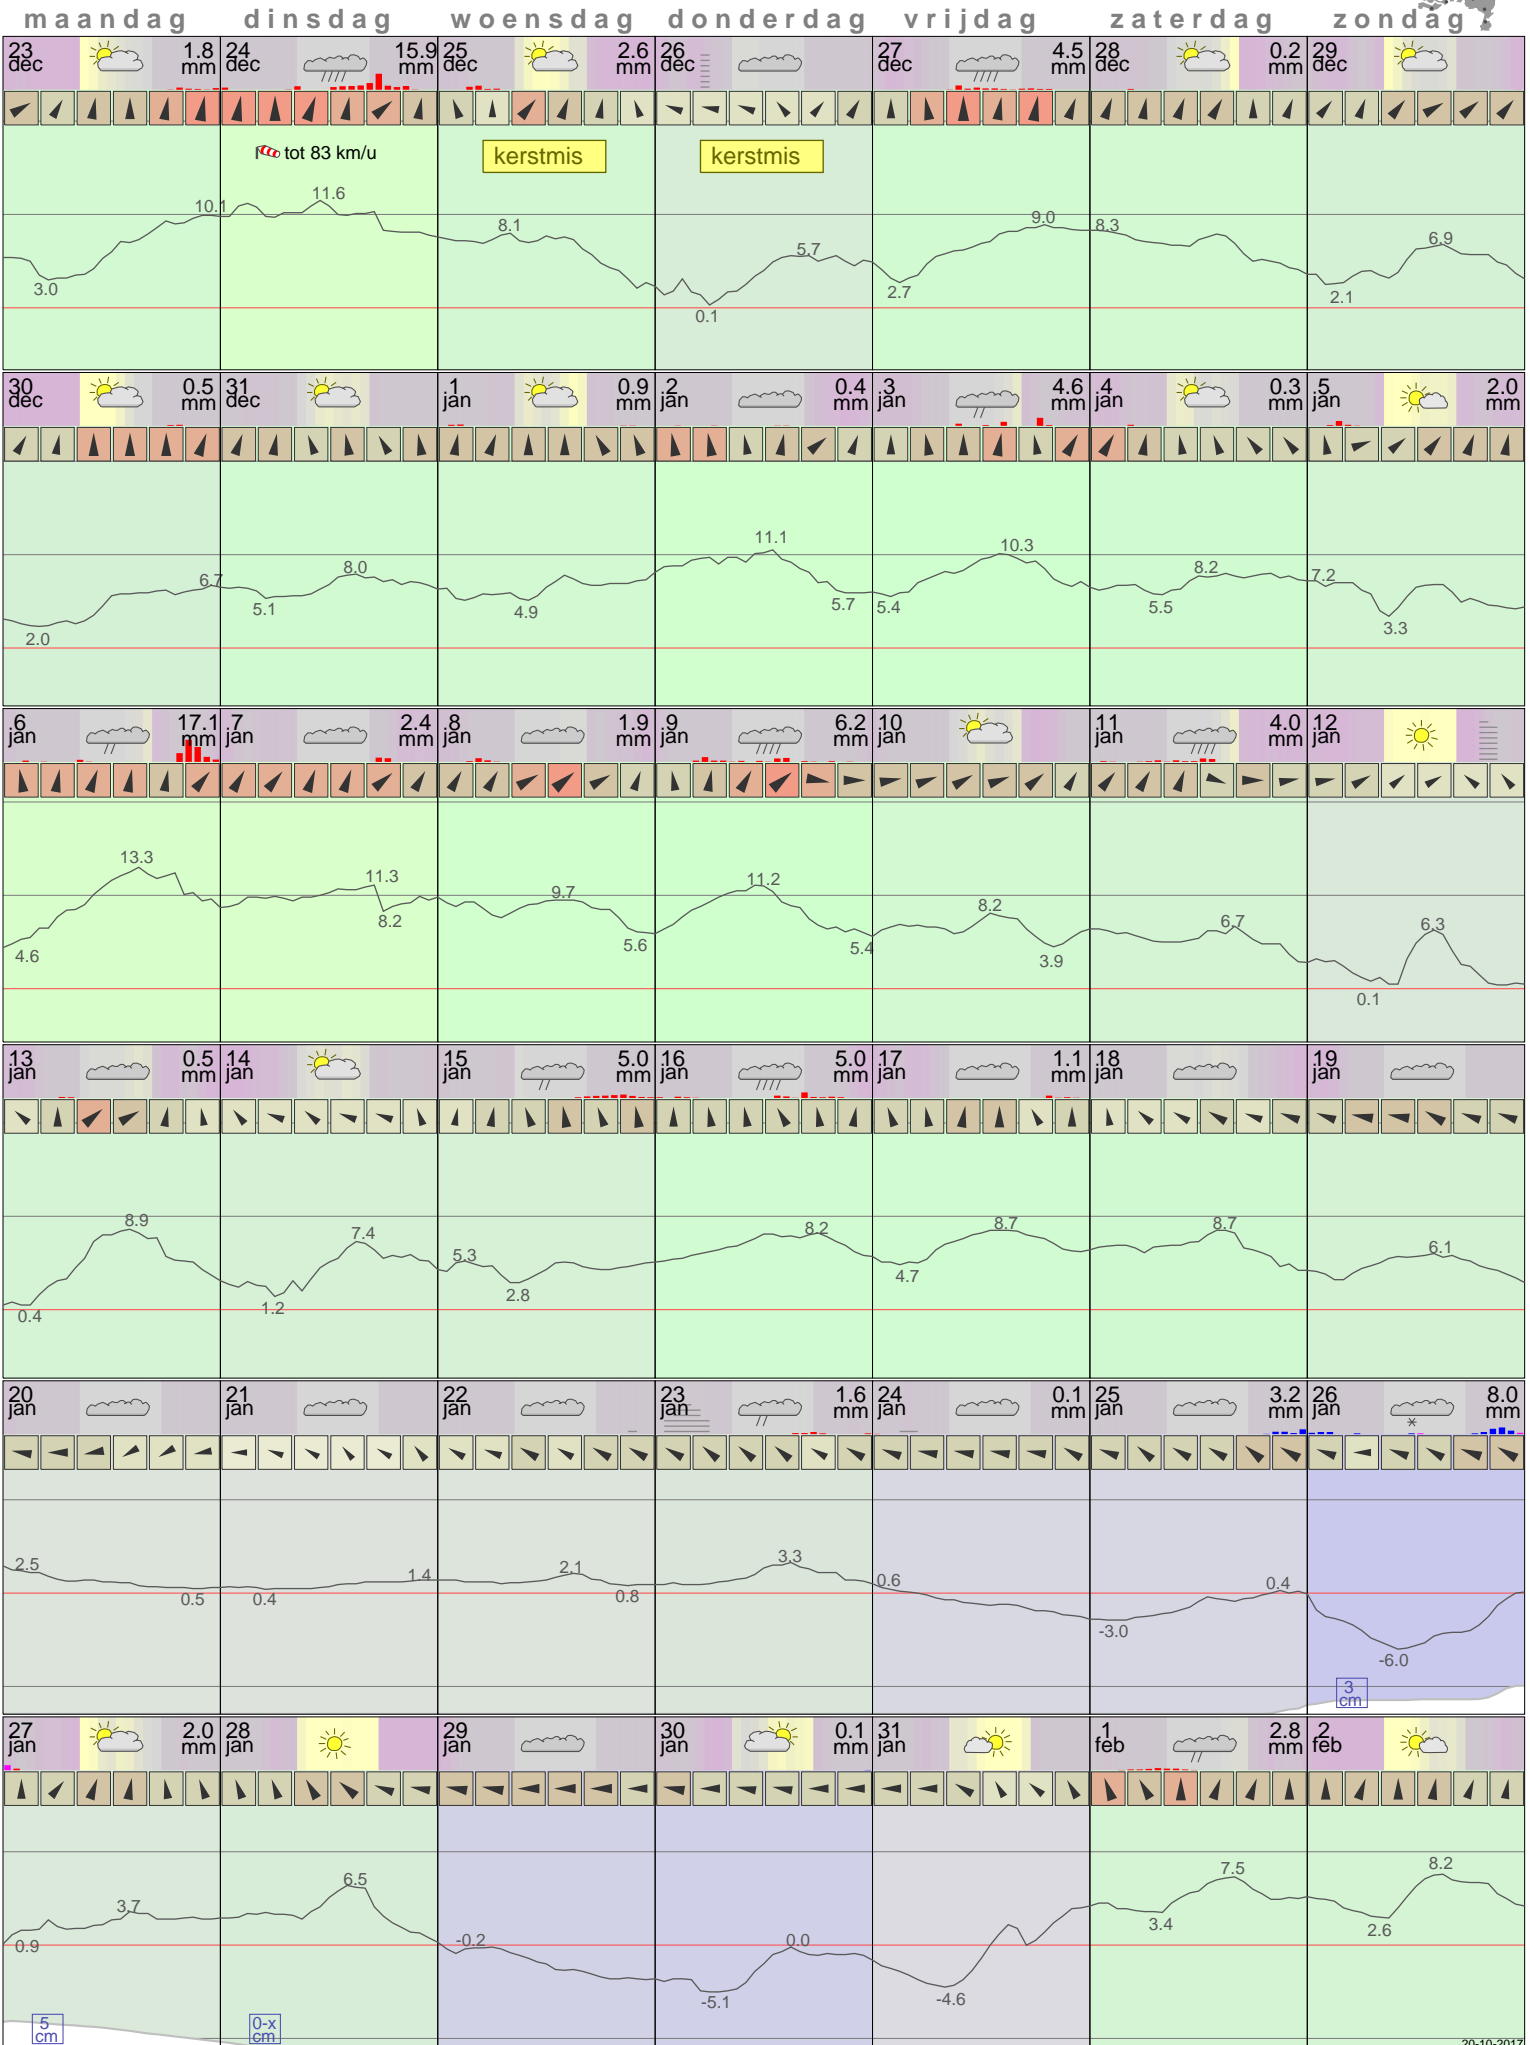 maandag dinsdag woensdag donderdag vrijdag zaterdag zondag
23 dec 1.8 mm 24 dec 15.9 mm 25 dec 2.6 mm 26 dec 27 dec 4.5 mm 28 dec 0.2 mm 29 dec
tot 83 km/u kerstmis kerstmis
10.1 11.6 8.1 5.7 9.0 8.3 6.9
3.0 0.1 2.7 2.1
30 dec 0.5 mm 31 dec 1 jan 0.9 mm 2 jan 0.4 mm 3 jan 4.6 mm 4 jan 0.3 mm 5 jan 2.0 mm
6.7 8.0 11.1 10.3 8.2 7.2
2.0 5.1 4.9 5.7 5.4 5.5 3.3
6 jan 17.1 mm 7 jan 2.4 mm 8 jan 1.9 mm 9 jan 6.2 mm 10 jan 11 jan 4.0 mm 12 jan
13.3 11.3 9.7 11.2 8.2 6.7 6.3
4.6 8.2 5.6 5.4 3.9 0.1
13 jan 0.5 mm 14 jan 15 jan 5.0 mm 16 jan 5.0 mm 17 jan 1.1 mm 18 jan 19 jan
8.9 7.4 5.3 8.2 8.7 8.7 6.1
0.4 1.2 2.8 4.7
20 jan 21 jan 22 jan 23 jan 1.6 mm 24 jan 0.1 mm 25 jan 3.2 mm 26 jan 8.0 mm
2.5 1.4 2.1 3.3 0.6 0.4
0.5 0.4 0.8 -3.0 -6.0
3 cm
27 jan 2.0 mm 28 jan 29 jan 30 jan 0.1 mm 31 jan 1 feb 2.8 mm 2 feb
3.7 6.5 -0.2 0.0 7.5 8.2
0.9 -5.1 -4.6 3.4 2.6
5 cm 0-x cm
20-10-2017